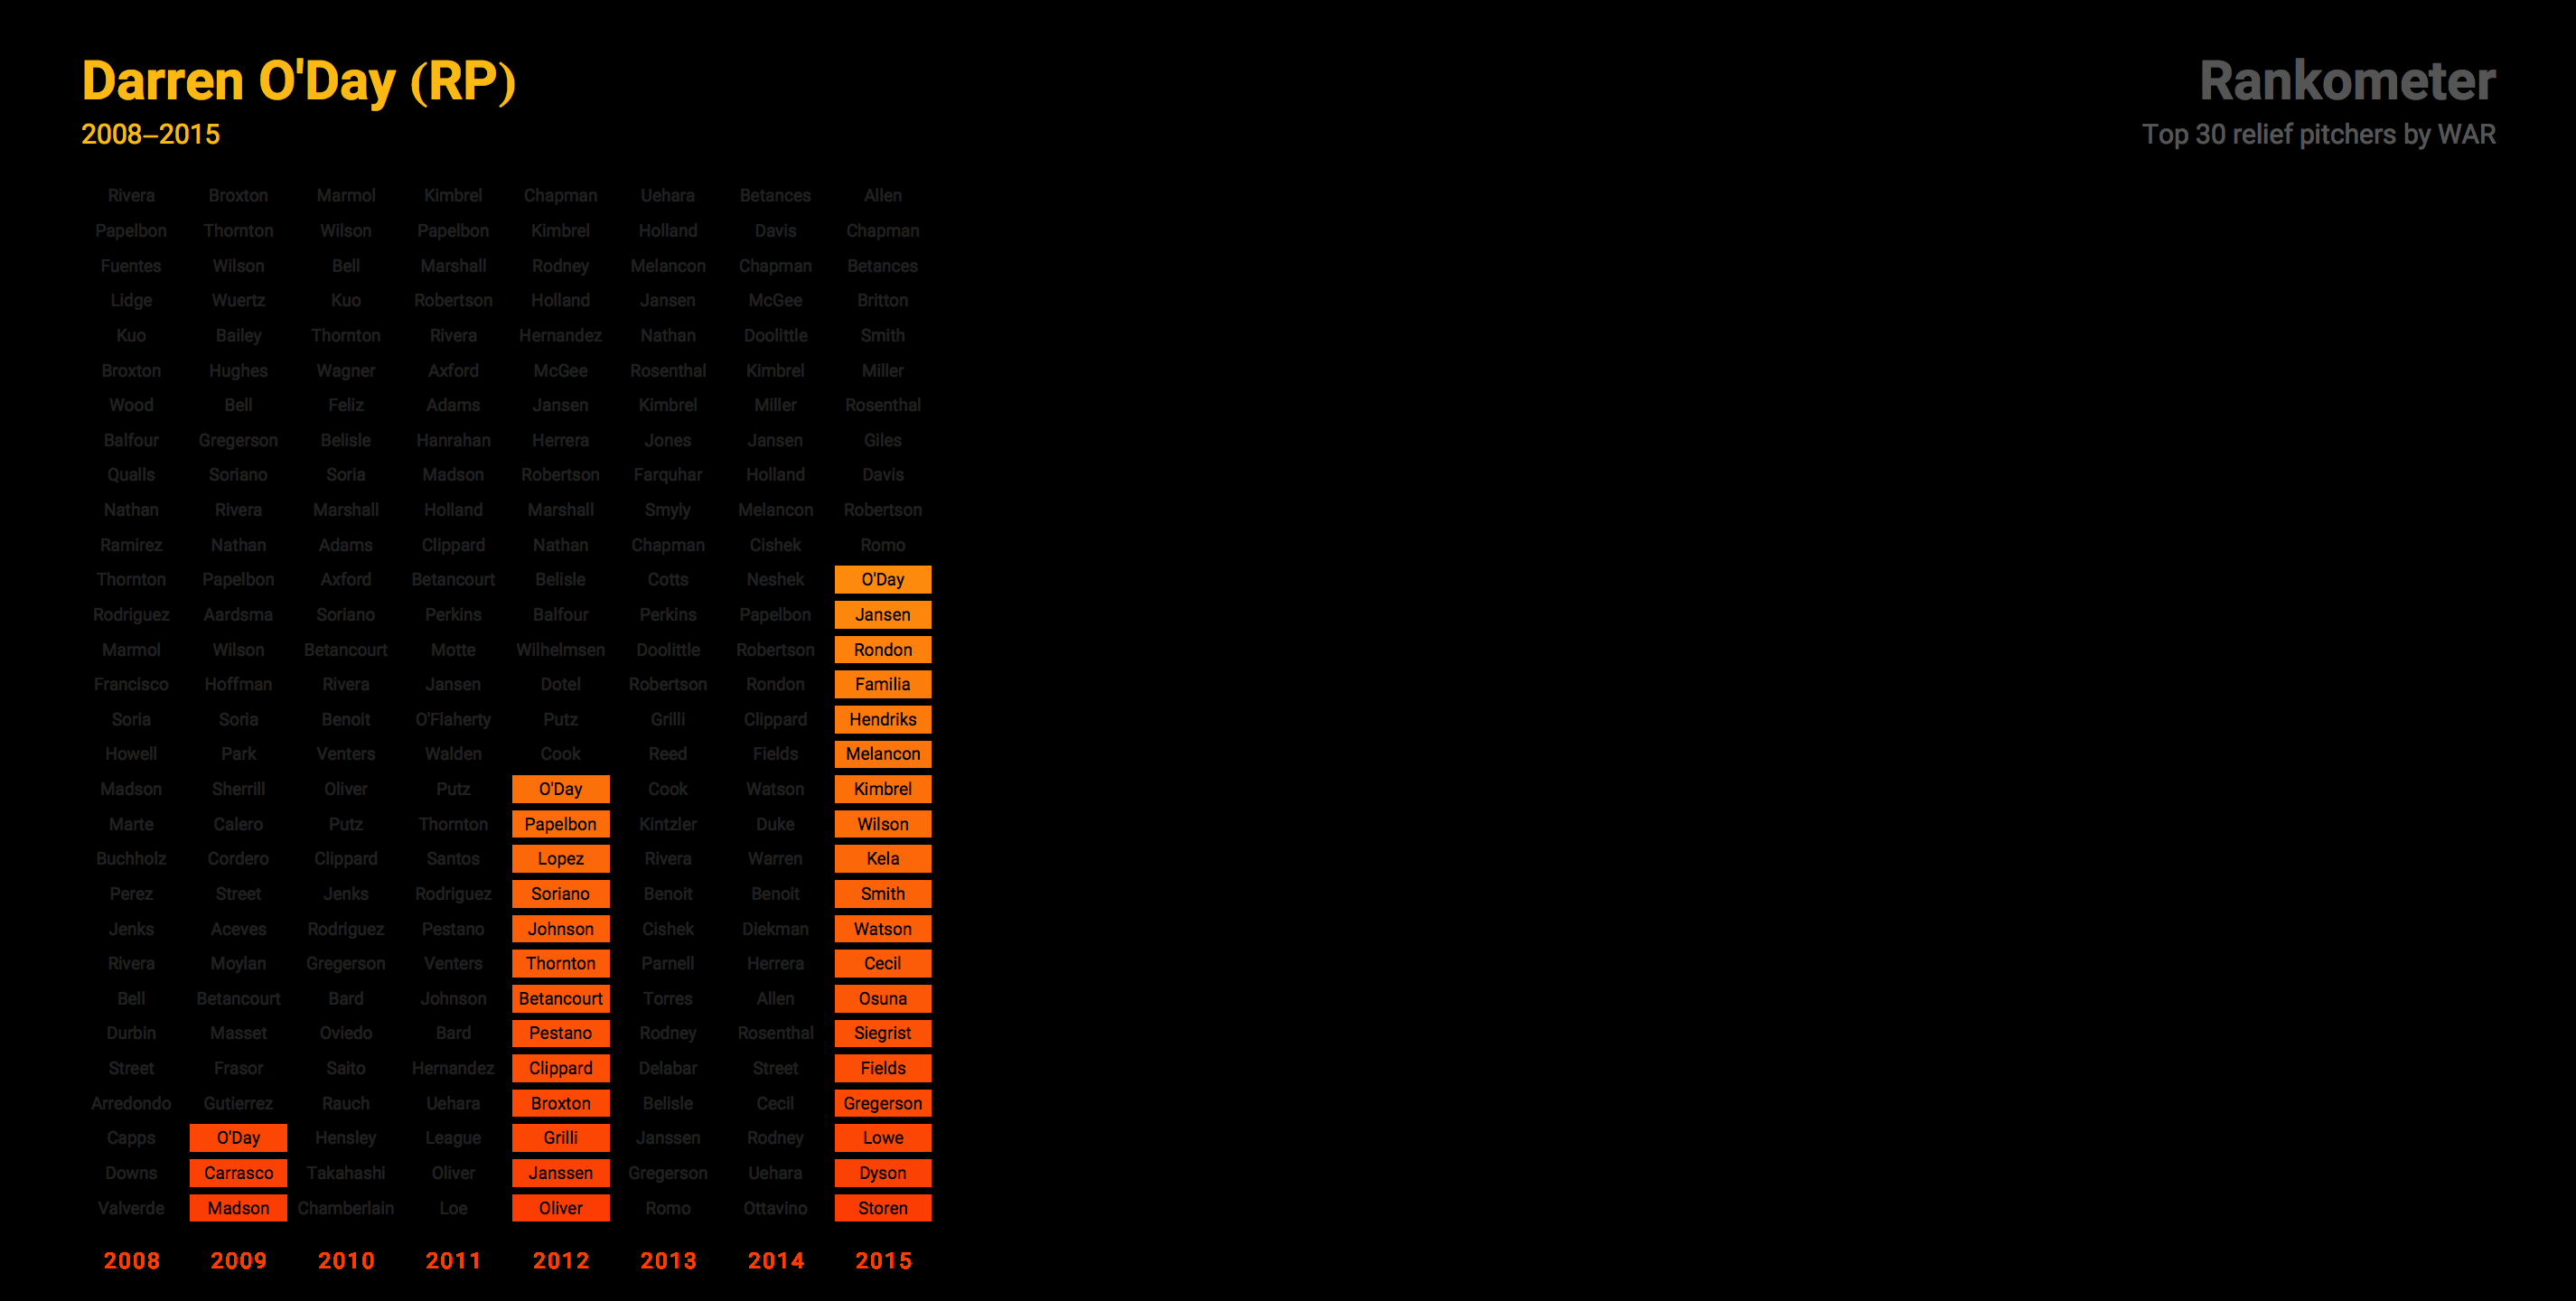 Darren O'Day (RP)
2008–2015
Rankometer
Top 30 relief pitchers by WAR
Rivera Broxton Marmol Kimbrel Chapman Uehara Betances Allen
Papelbon Thornton Wilson Papelbon Kimbrel Holland Davis Chapman
Fuentes Wilson Bell Marshall Rodney Melancon Chapman Betances
Lidge Wuertz Kuo Robertson Holland Jansen McGee Britton
Kuo Bailey Thornton Rivera Hernandez Nathan Doolittle Smith
Broxton Hughes Wagner Axford McGee Rosenthal Kimbrel Miller
Wood Bell Feliz Adams Jansen Kimbrel Miller Rosenthal
Balfour Gregerson Belisle Hanrahan Herrera Jones Jansen Giles
Qualls Soriano Soria Madson Robertson Farquhar Holland Davis
Nathan Rivera Marshall Holland Marshall Smyly Melancon Robertson
Ramirez Nathan Adams Clippard Nathan Chapman Cishek Romo
Thornton Papelbon Axford Betancourt Belisle Cotts Neshek O'Day
Rodriguez Aardsma Soriano Perkins Balfour Perkins Papelbon Jansen
Marmol Wilson Betancourt Motte Wilhelmsen Doolittle Robertson Rondon
Francisco Hoffman Rivera Jansen Dotel Robertson Rondon Familia
Soria Soria Benoit O'Flaherty Putz Grilli Clippard Hendriks
Howell Park Venters Walden Cook Reed Fields Melancon
Madson Sherrill Oliver Putz O'Day Cook Watson Kimbrel
Marte Calero Putz Thornton Papelbon Kintzler Duke Wilson
Buchholz Cordero Clippard Santos Lopez Rivera Warren Kela
Perez Street Jenks Rodriguez Soriano Benoit Benoit Smith
Jenks Aceves Rodriguez Pestano Johnson Cishek Diekman Watson
Rivera Moylan Gregerson Venters Thornton Parnell Herrera Cecil
Bell Betancourt Bard Johnson Betancourt Torres Allen Osuna
Durbin Masset Oviedo Bard Pestano Rodney Rosenthal Siegrist
Street Frasor Saito Hernandez Clippard Delabar Street Fields
Arredondo Gutierrez Rauch Uehara Broxton Belisle Cecil Gregerson
Capps O'Day Hensley League Grilli Janssen Rodney Lowe
Downs Carrasco Takahashi Oliver Janssen Gregerson Uehara Dyson
Valverde Madson Chamberlain Loe Oliver Romo Ottavino Storen
2008 2009 2010 2011 2012 2013 2014 2015